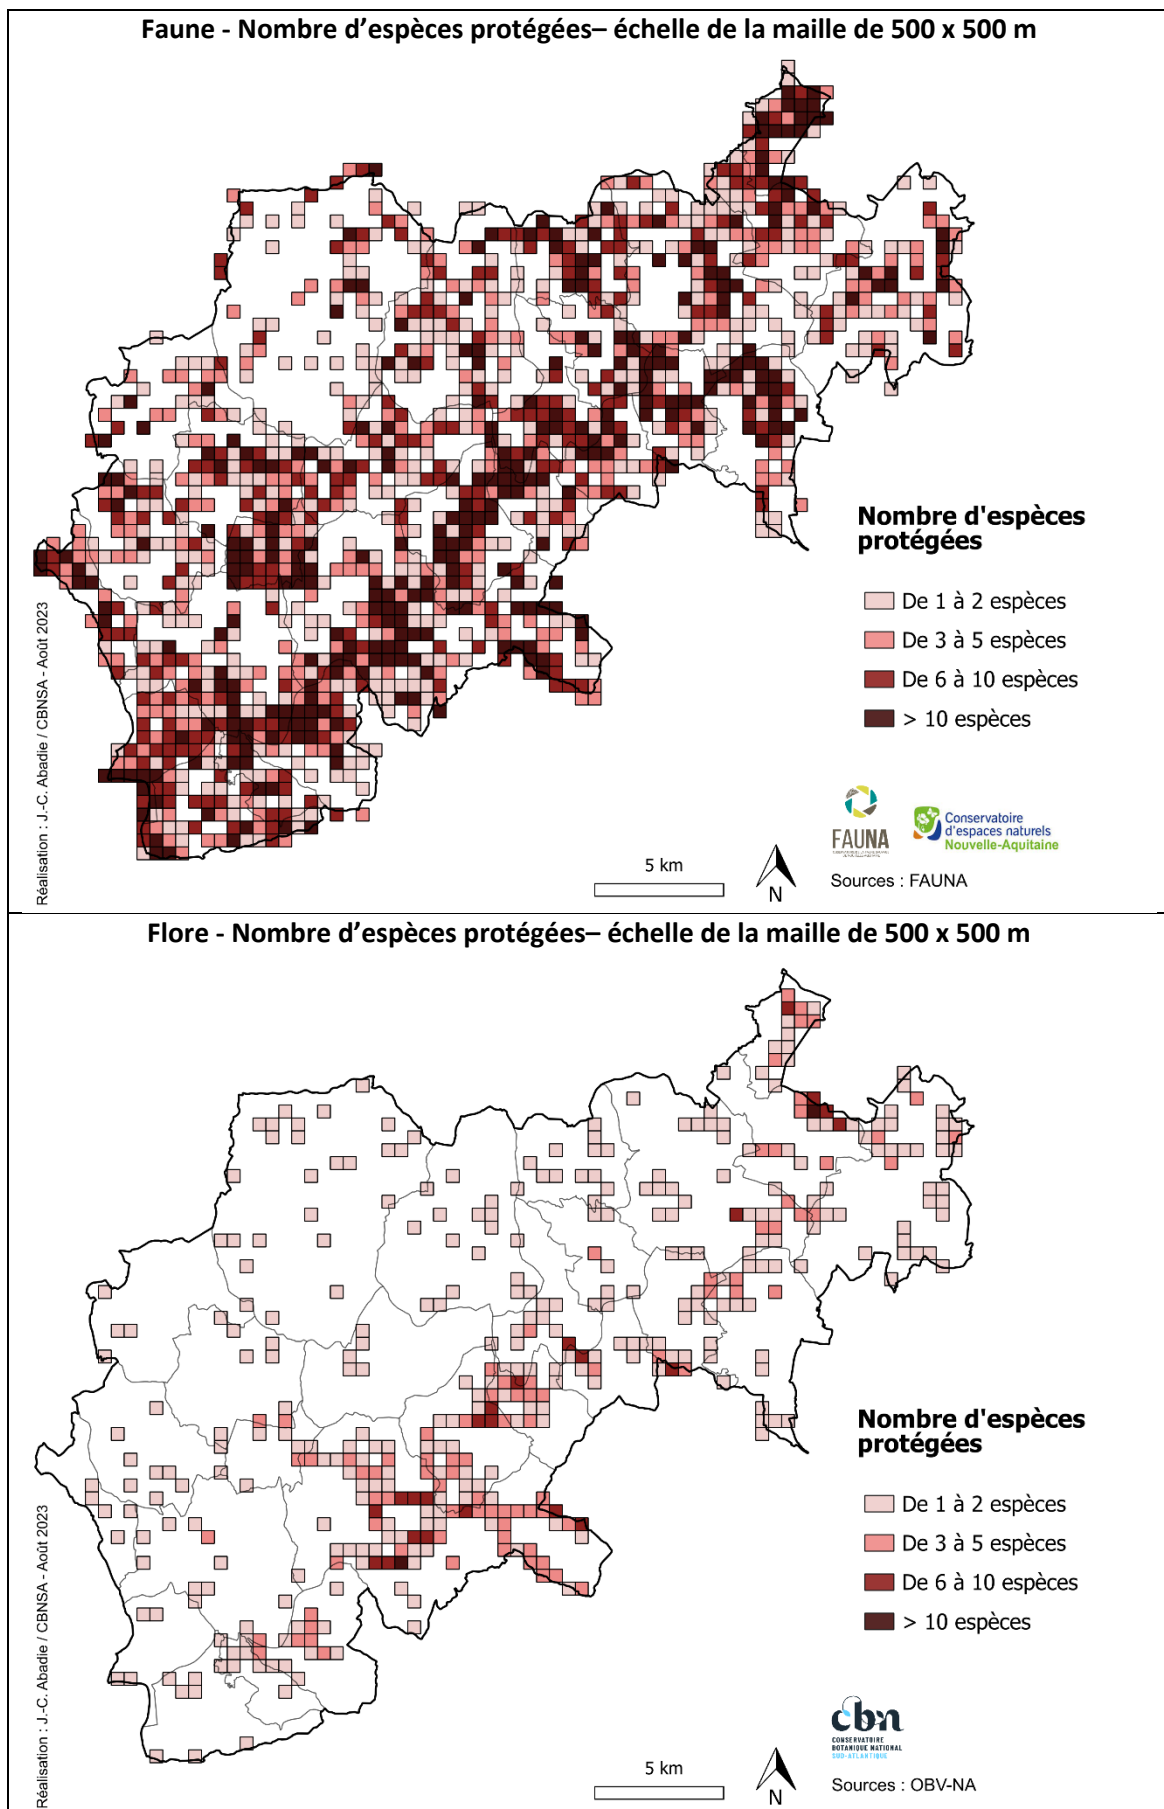 Faune - Nombre d'espèces protégées– échelle de la maille de 500 x 500 m
Nombre d'espèces
protégées
De 1 à 2 espèces
De 3 à 5 espèces
De 6 à 10 espèces
> 10 espèces
Réalisation : J.-C. Abadie / CBNSA - Août 2023
5 km
N
FAUNA
Conservatoire
d'espaces naturels
Nouvelle-Aquitaine
Sources : FAUNA
Flore - Nombre d'espèces protégées– échelle de la maille de 500 x 500 m
Nombre d'espèces
protégées
De 1 à 2 espèces
De 3 à 5 espèces
De 6 à 10 espèces
> 10 espèces
Réalisation : J.-C. Abadie / CBNSA - Août 2023
5 km
N
cbn
CONSERVATOIRE
BOTANIQUE NATIONAL
SUD-ATLANTIQUE
Sources : OBV-NA